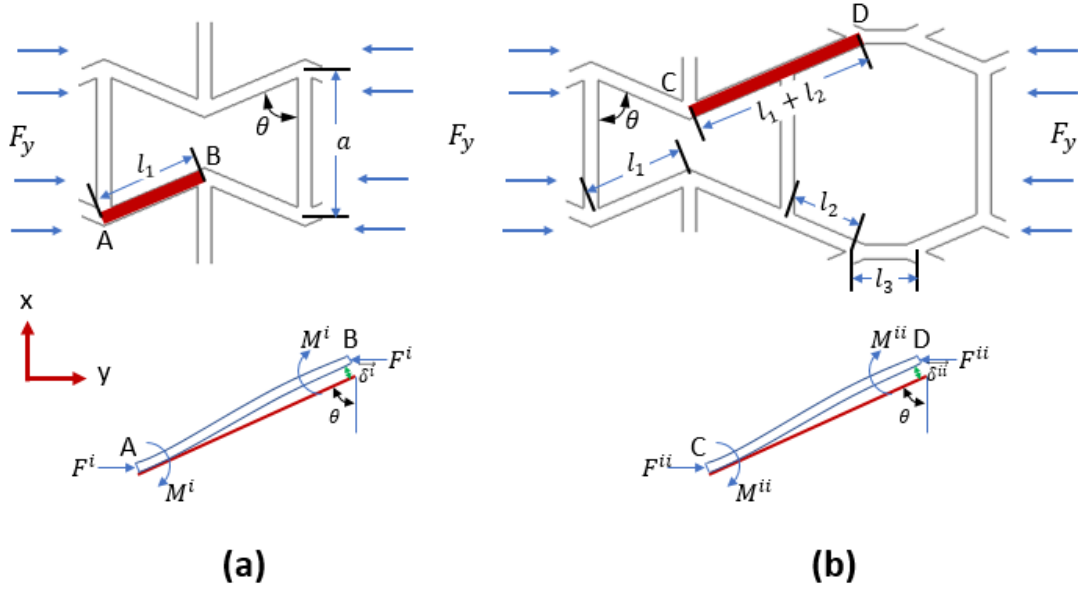 F_y
l_1
A
B
θ
a
F_y
C
D
θ
l_1
l_1 + l_2
l_2
l_3
F_y
x
y
A
F^i
M^i
M^i
B
F^i
δ^i
θ
C
F^{ii}
M^{ii}
M^{ii}
D
F^{ii}
δ^{ii}
θ
(a)
(b)